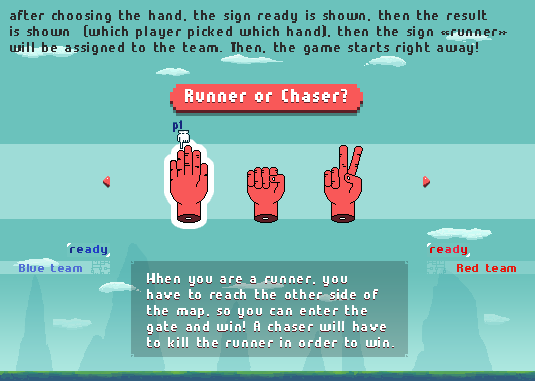 after choosing the hand, the sign ready is shown, then the result
is shown (which player picked which hand), then the sign «runner»
will be assigned to the team. Then, the game starts right away!
Runner or Chaser?
p1
ready
ready
Blue team
Red team
When you are a runner, you
have to reach the other side of
the map, so you can enter the
gate and win! A chaser will have
to kill the runner in order to win.